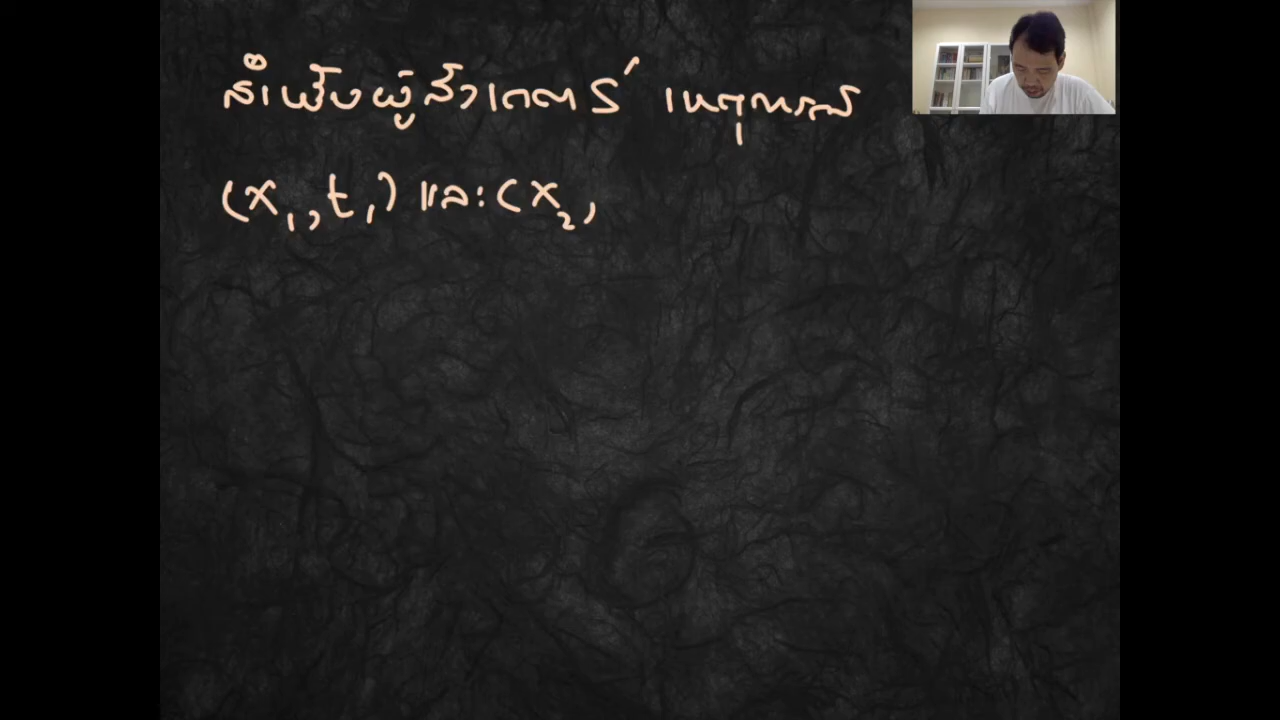 สำหรับผู้สังเกตการ์ เหตุการณ์
(x₁, t₁) และ (x₂,